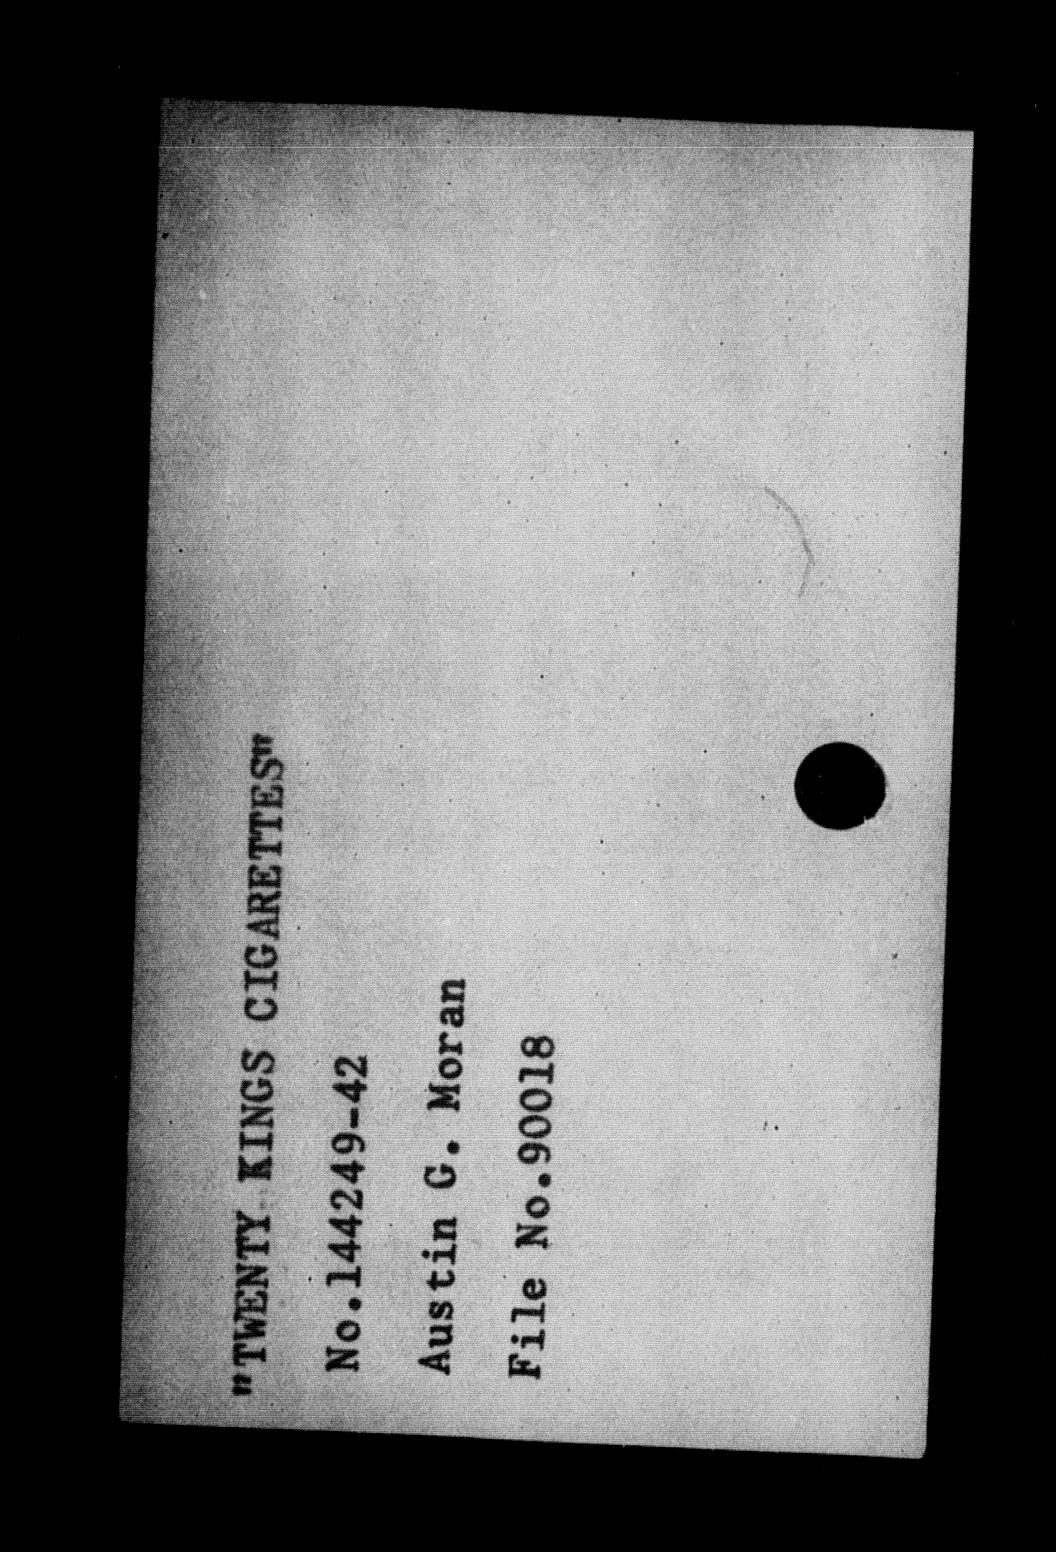 "TWENTY KINGS CIGARETTES"
No.144249-42
Austin G. Moran
File No.90018